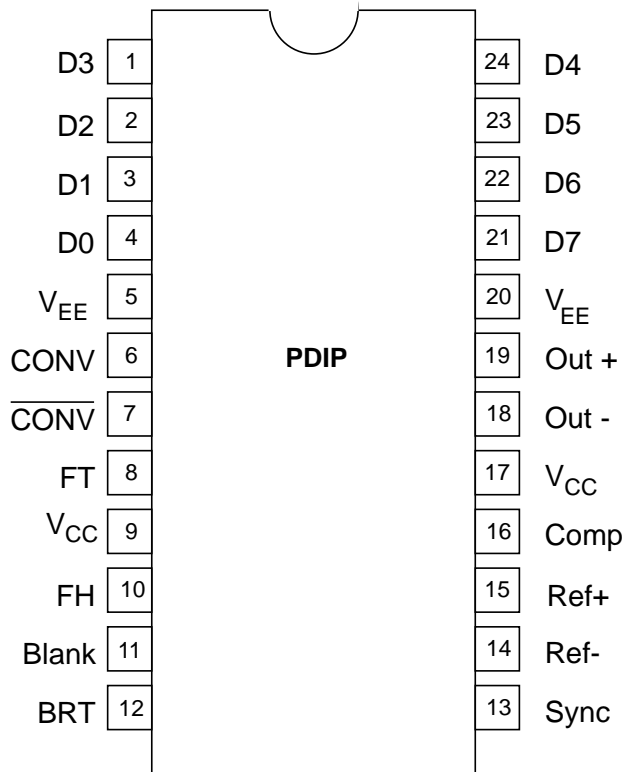 D3 1 24 D4
D2 2 23 D5
D1 3 22 D6
D0 4 21 D7
VEE 5 20 VEE
CONV 6 PDIP 19 Out +
CONV 7 18 Out -
FT 8 17 VCC
VCC 9 16 Comp
FH 10 15 Ref+
Blank 11 14 Ref-
BRT 12 13 Sync